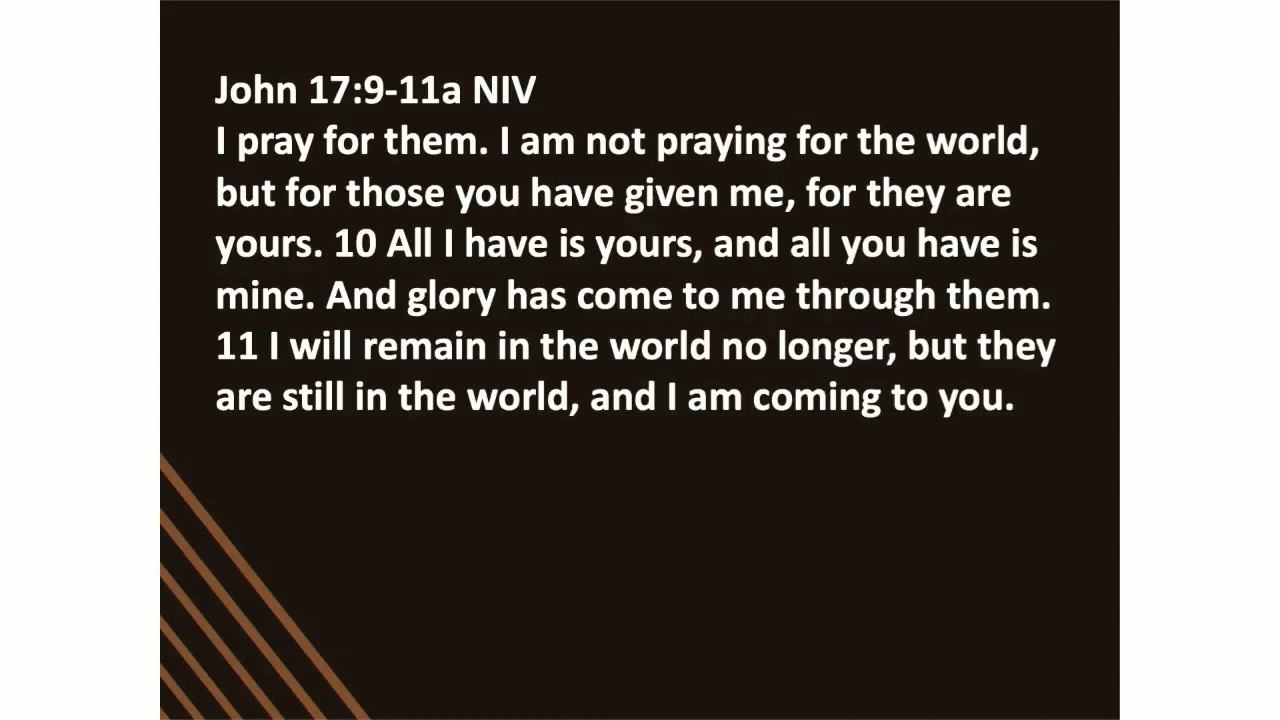 John 17:9-11a NIV
I pray for them. I am not praying for the world,
but for those you have given me, for they are
yours. 10 All I have is yours, and all you have is
mine. And glory has come to me through them.
11 I will remain in the world no longer, but they
are still in the world, and I am coming to you.